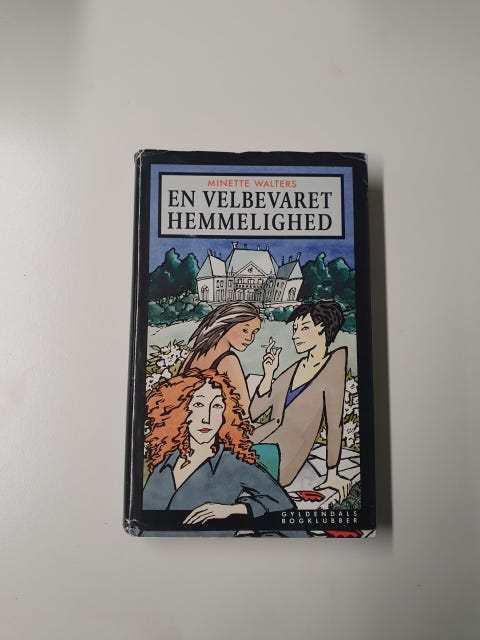 MINETTE WALTERS
EN VELBEVARET
HEMMELIGHED
GYLDENDALS
BOGKLUBBER